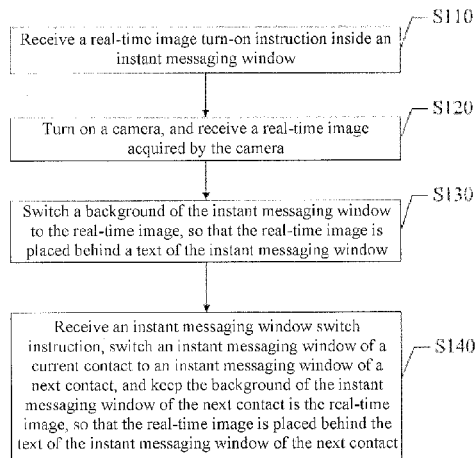 S110
Receive a real-time image turn-on instruction inside an
instant messaging window
S120
Turn on a camera, and receive a real-time image
acquired by the camera
S130
Switch a background of the instant messaging window
to the real-time image, so that the real-time image is
placed behind a text of the instant messaging window
S140
Receive an instant messaging window switch
instruction, switch an instant messaging window of a
current contact to an instant messaging window of a
next contact, and keep the background of the instant
messaging window of the next contact is the real-time
image, so that the real-time image is placed behind the
text of the instant messaging window of the next contact